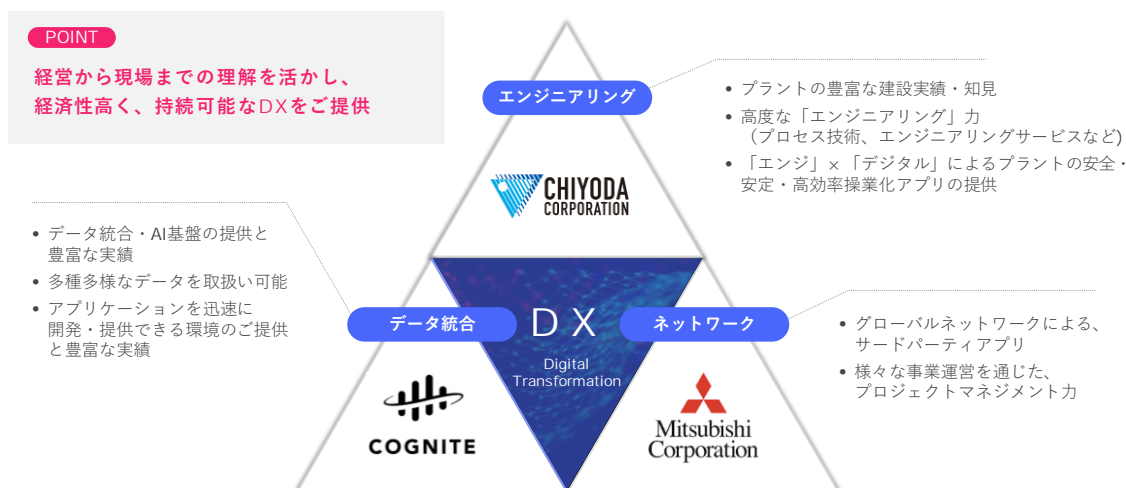 POINT
経営から現場までの理解を活かし、
経済性高く、持続可能なDXをご提供
エンジニアリング
• プラントの豊富な建設実績・知見
• 高度な「エンジニアリング」力
（プロセス技術、エンジニアリングサービスなど)
• 「エンジ」×「デジタル」によるプラントの安全・
安定・高効率操業化アプリの提供
CHIYODA
CORPORATION
• データ統合・AI基盤の提供と
豊富な実績
• 多種多様なデータを取扱い可能
• アプリケーションを迅速に
開発・提供できる環境のご提供
と豊富な実績
データ統合
DX
Digital
Transformation
ネットワーク
• グローバルネットワークによる、
サードパーティアプリ
• 様々な事業運営を通じた、
プロジェクトマネジメント力
COGNITE
Mitsubishi
Corporation